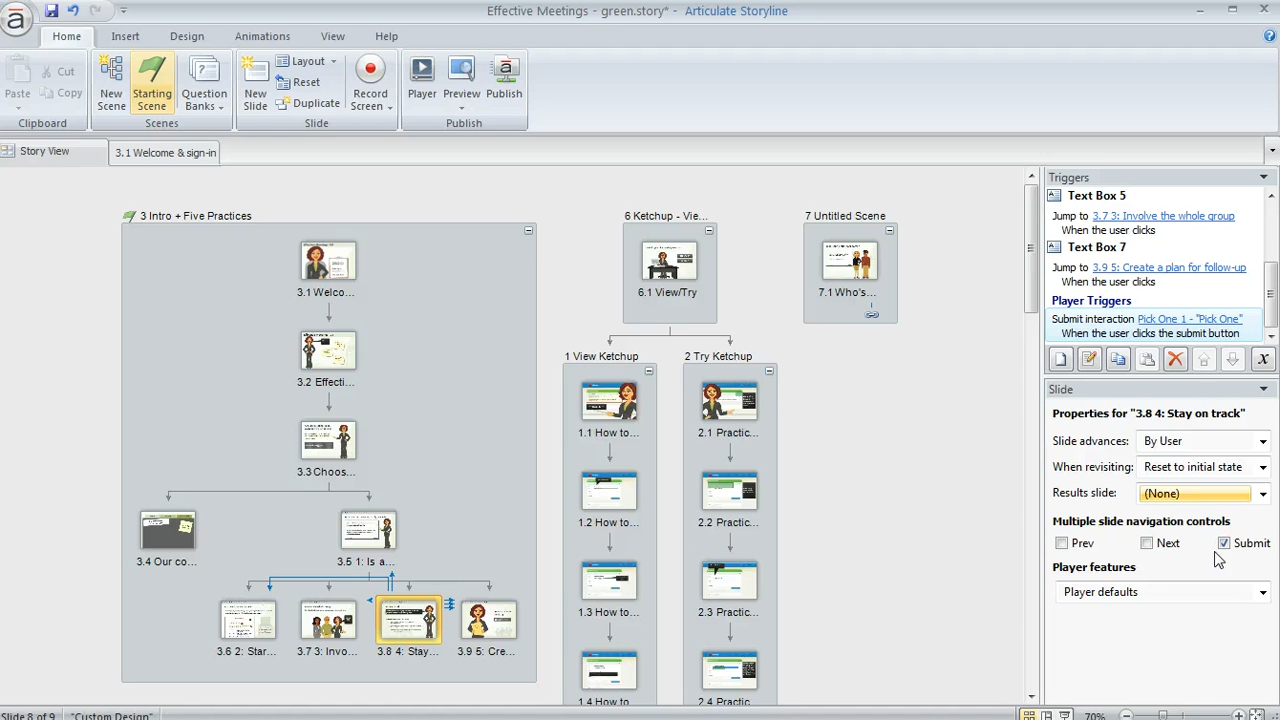 Effective Meetings - green.story* - Articulate Storyline
Home Insert Design Animations View Help
Paste Cut Copy
Clipboard
New Scene
Starting Scene
Question Banks
Scenes
New Slide
Layout
Reset
Duplicate
Slide
Record Screen
Player
Preview
Publish
Publish
Story View
3.1 Welcome & sign-in
3 Intro + Five Practices
3.1 Welco...
3.2 Effecti...
3.3 Choos...
3.4 Our co...
3.5 1: Is a...
3.6 2: Star...
3.7 3: Invo...
3.8 4: Stay...
3.9 5: Cre...
6 Ketchup - Vie...
6.1 View/Try
7 Untitled Scene
7.1 Who's...
1 View Ketchup
1.1 How to...
1.2 How to...
1.3 How to...
1.4 How to...
2 Try Ketchup
2.1 Practic...
2.2 Practic...
2.3 Practic...
2.4 Practic...
Triggers
Text Box 5
Jump to 3.7 3: Involve the whole group
When the user clicks
Text Box 7
Jump to 3.9 5: Create a plan for follow-up
When the user clicks
Player Triggers
Submit interaction Pick One 1 - "Pick One"
When the user clicks the submit button
Slide
Properties for "3.8 4: Stay on track"
Slide advances: By User
When revisiting: Reset to initial state
Results slide: (None)
Multiple slide navigation controls
Prev Next Submit
Player features
Player defaults
Slide 8 of 9 "Custom Design" 70%